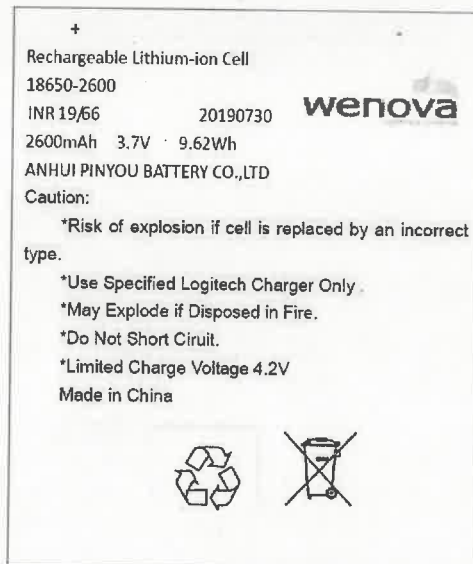 +
Rechargeable Lithium-ion Cell
18650-2600
INR 19/66 20190730 wenova
2600mAh 3.7V 9.62Wh
ANHUI PINYOU BATTERY CO.,LTD
Caution:
*Risk of explosion if cell is replaced by an incorrect
type.
*Use Specified Logitech Charger Only.
*May Explode if Disposed in Fire.
*Do Not Short Ciruit.
*Limited Charge Voltage 4.2V
Made in China